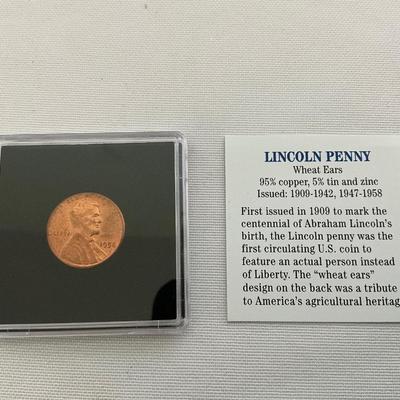 LIBERTY
1956
LINCOLN PENNY
Wheat Ears
95% copper, 5% tin and zinc
Issued: 1909-1942, 1947-1958
First issued in 1909 to mark the
centennial of Abraham Lincoln's
birth, the Lincoln penny was the
first circulating U.S. coin to
feature an actual person instead
of Liberty. The “wheat ears”
design on the back was a tribute
to America's agricultural heritag